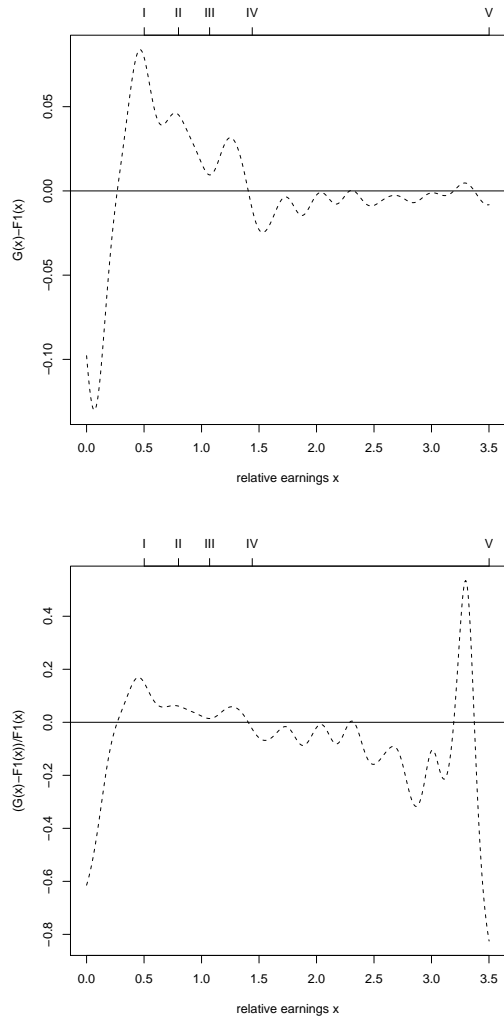 I II III IV V
0.05
0.00
−0.05
−0.10
G(x)−F1(x)
0.0 0.5 1.0 1.5 2.0 2.5 3.0 3.5
relative earnings x
I II III IV V
0.4
0.2
0.0
−0.2
−0.4
−0.6
−0.8
(G(x)−F1(x))/F1(x)
0.0 0.5 1.0 1.5 2.0 2.5 3.0 3.5
relative earnings x